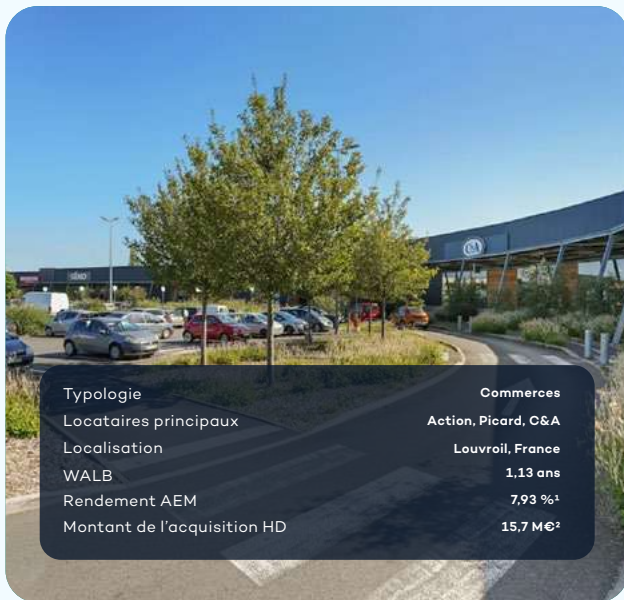 C&A
GÉMO
Typologie Commerces
Locataires principaux Action, Picard, C&A
Localisation Louvroil, France
WALB 1,13 ans
Rendement AEM 7,93 %¹
Montant de l'acquisition HD 15,7 M€²